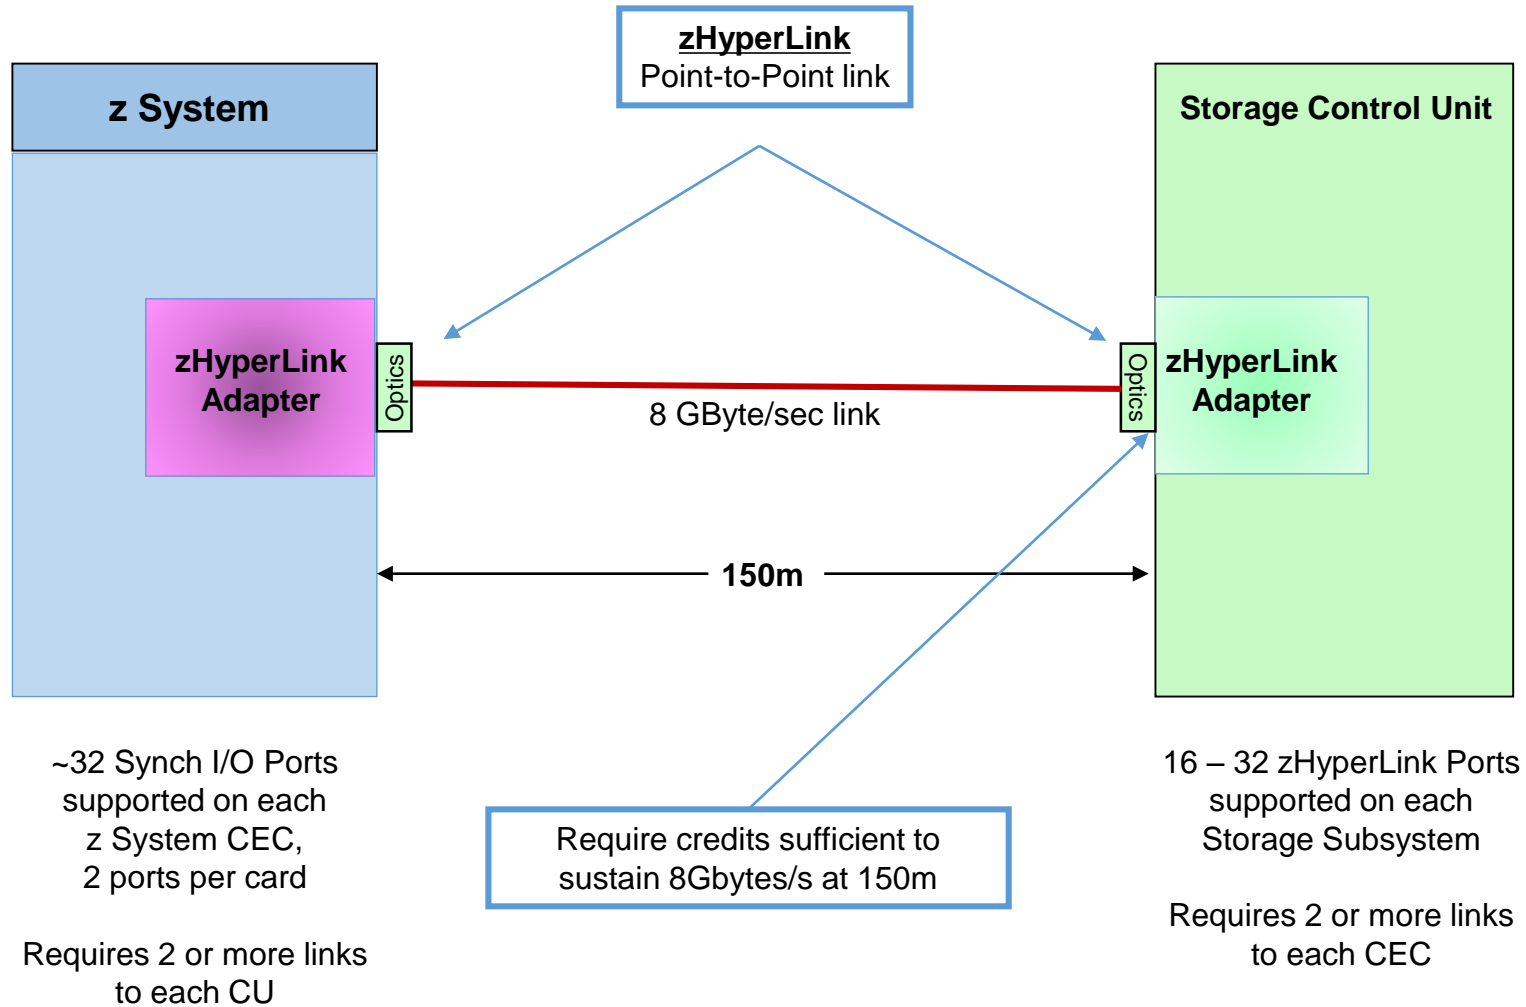 zHyperLink
Point-to-Point link
z System
Storage Control Unit
zHyperLink
Adapter
Optics
8 GByte/sec link
Optics
zHyperLink
Adapter
150m
~32 Synch I/O Ports
supported on each
z System CEC,
2 ports per card
Requires 2 or more links
to each CU
Require credits sufficient to
sustain 8Gbytes/s at 150m
16 – 32 zHyperLink Ports
supported on each
Storage Subsystem
Requires 2 or more links
to each CEC